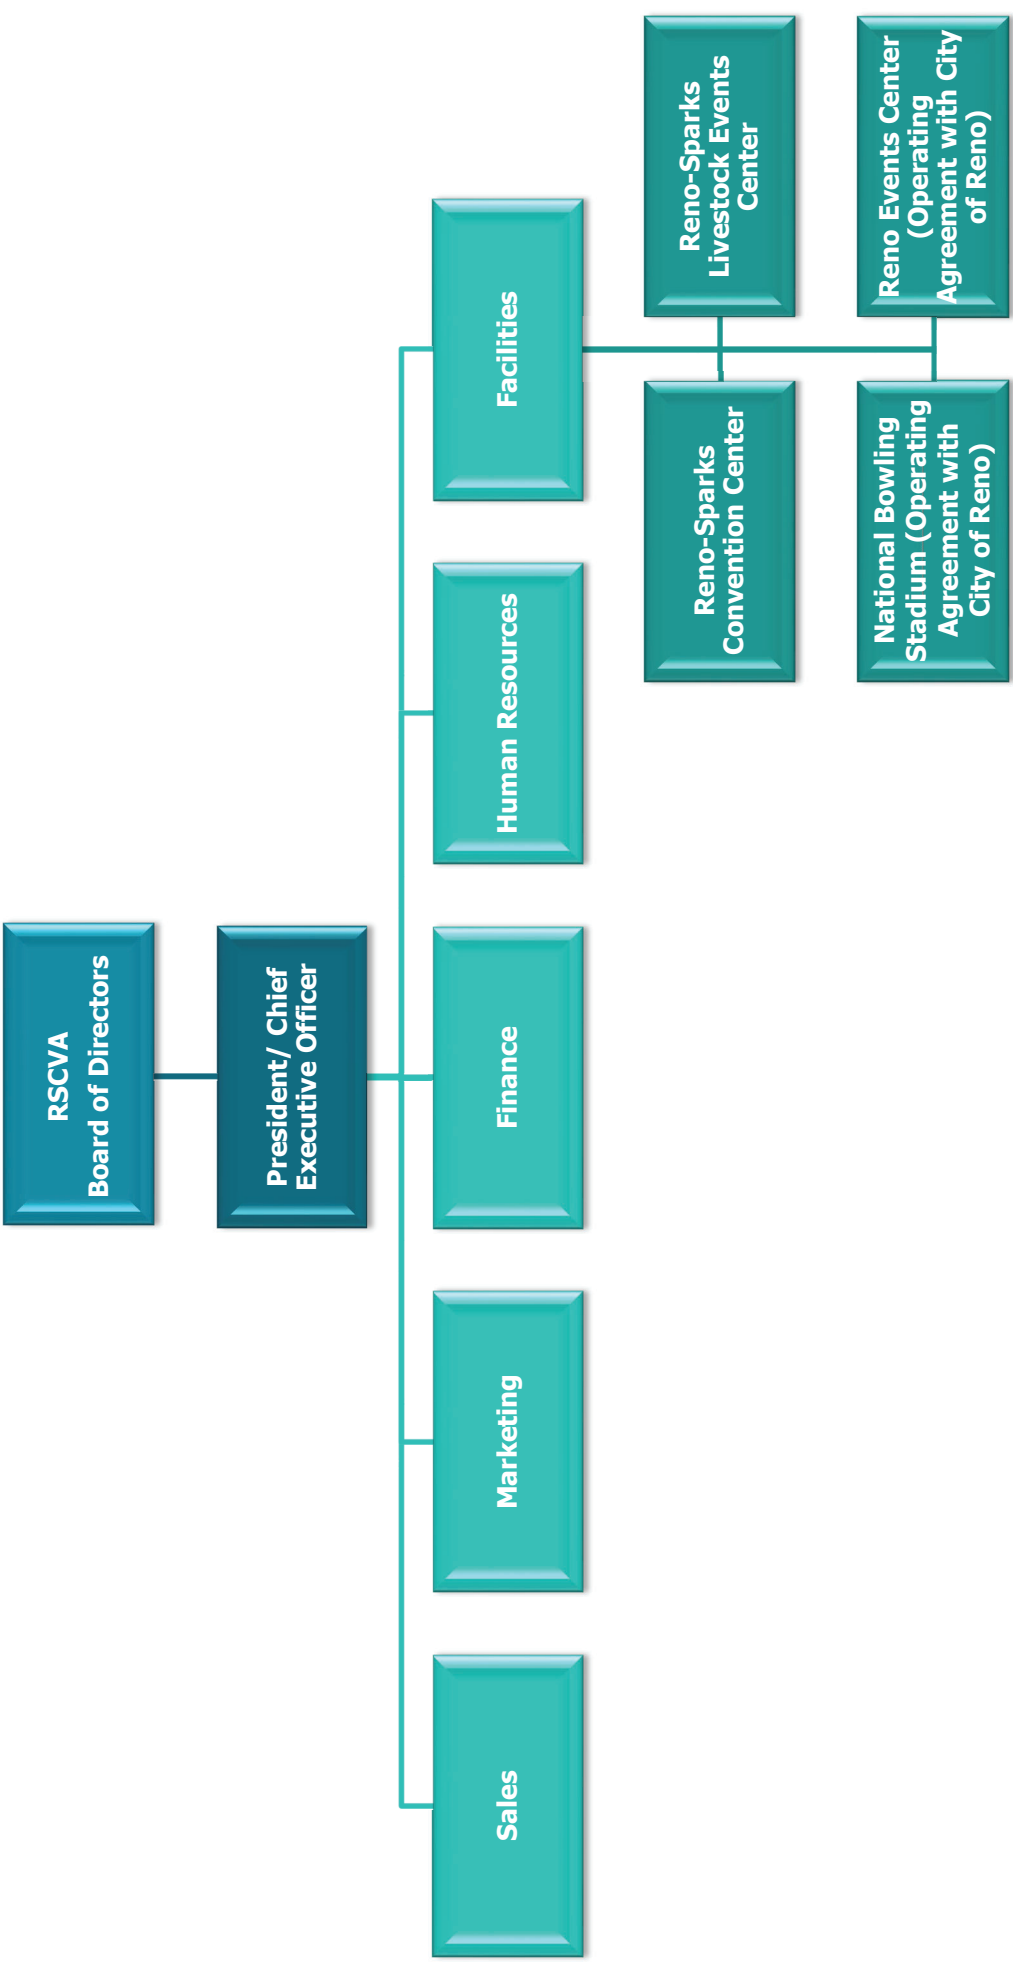 RSCVA
Board of Directors
President/ Chief
Executive Officer
Sales
Marketing
Finance
Human Resources
Facilities
Reno-Sparks
Convention Center
Reno-Sparks
Livestock Events
Center
National Bowling
Stadium (Operating
Agreement with
City of Reno)
Reno Events Center
(Operating
Agreement with City
of Reno)